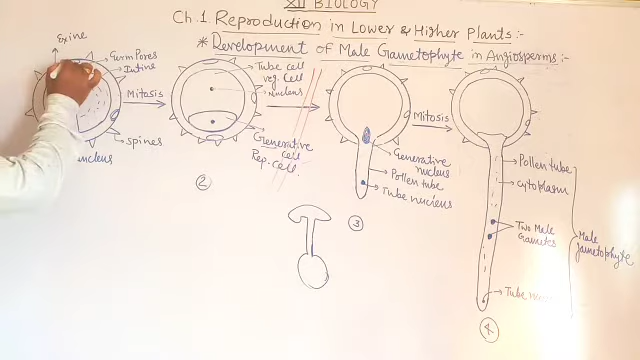 XII BIOLOGY
Ch.1 Reproduction in Lower & Higher Plants :-
* Development of Male Gametophyte in Angiosperms :-
Exine
Germ Pores
Intine
Mitosis
spines
Tube cell
veg. Cell
Nucleus
Generative cell
Rep. cell.
②
Generative nucleus
Pollen tube
Tube nucleus
③
Mitosis
Pollen tube
cytoplasm
Two Male Gametes
Male gametophyte
Tube
④